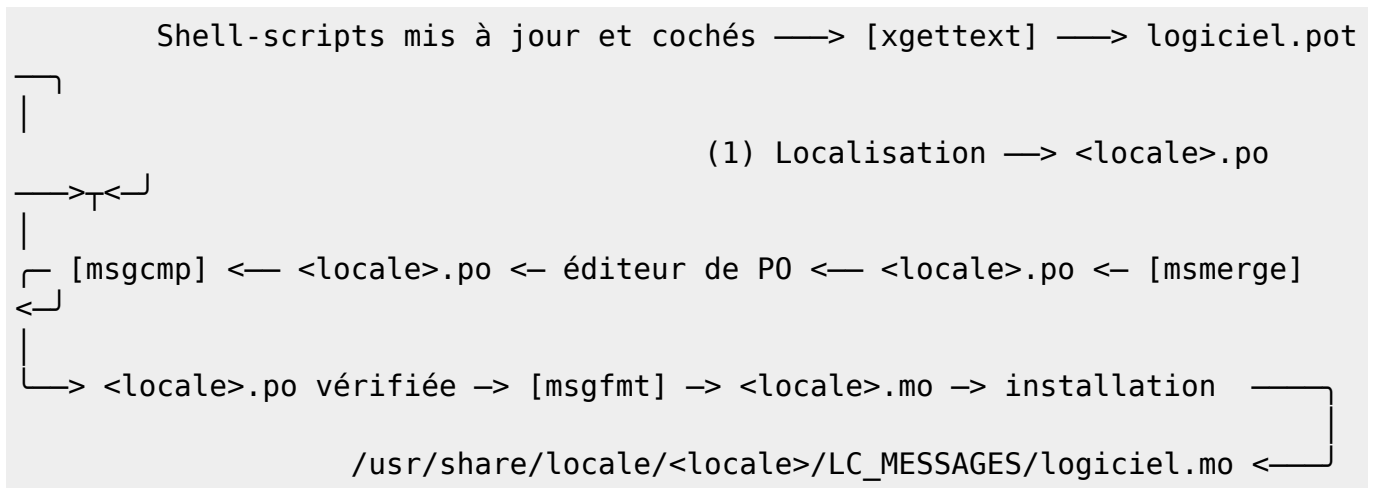 Shell-scripts mis à jour et cochés ───> [xgettext] ───> logiciel.pot
──╮
│
(1) Localisation ──> <locale>.po
───>┬<─╯
│
╭─ [msgcmp] <── <locale>.po <─ éditeur de PO <── <locale>.po <─ [msmerge]
<─╯
│
╰──> <locale>.po vérifiée ─> [msgfmt] ─> <locale>.mo ─> installation ────╮
│
/usr/share/locale/<locale>/LC_MESSAGES/logiciel.mo <───╯